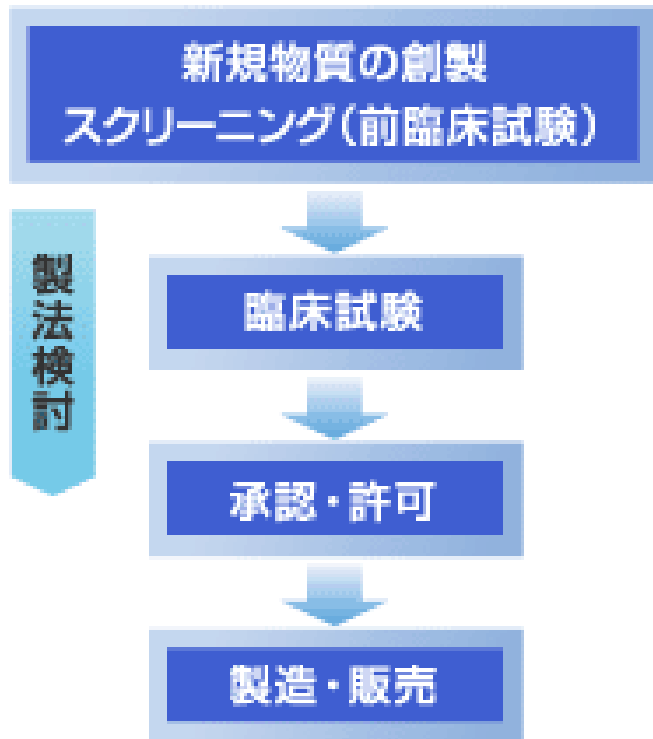 新規物質の創製
スクリーニング(前臨床試験)
製法検討
臨床試験
承認・許可
製造・販売